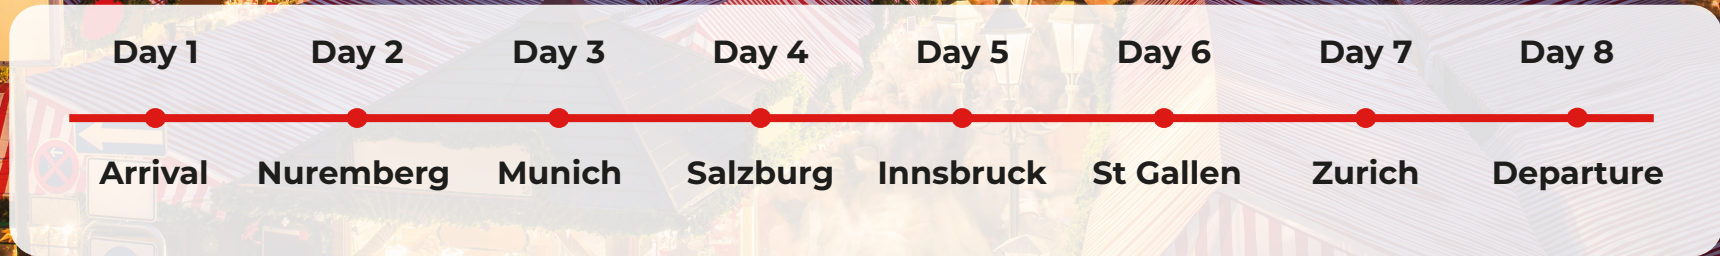 Day 1 Day 2 Day 3 Day 4 Day 5 Day 6 Day 7 Day 8
Arrival Nuremberg Munich Salzburg Innsbruck St Gallen Zurich Departure